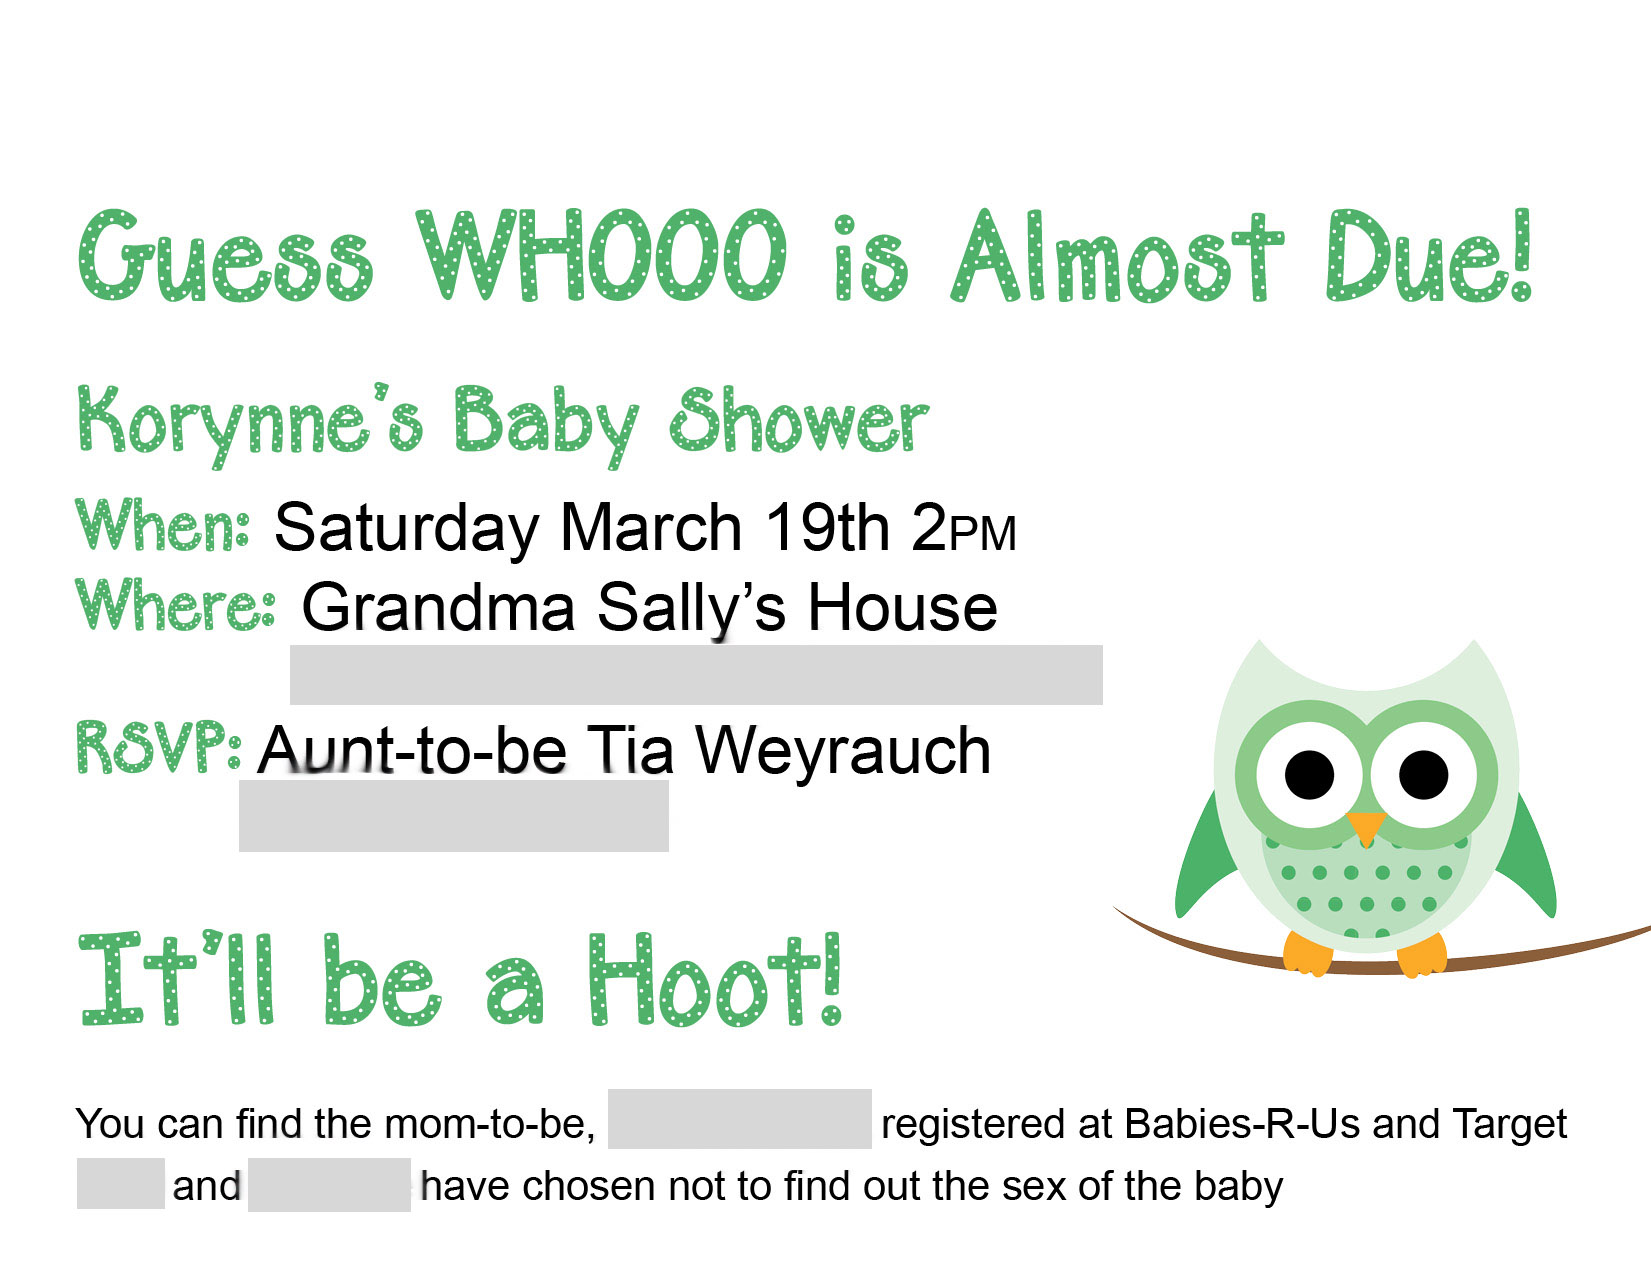 Guess WHOOO is Almost Due!
Korynne’s Baby Shower
When: Saturday March 19th 2PM
Where: Grandma Sally’s House
RSVP: Aunt-to-be Tia Weyrauch
It’ll be a Hoot!
You can find the mom-to-be, registered at Babies-R-Us and Target
and have chosen not to find out the sex of the baby